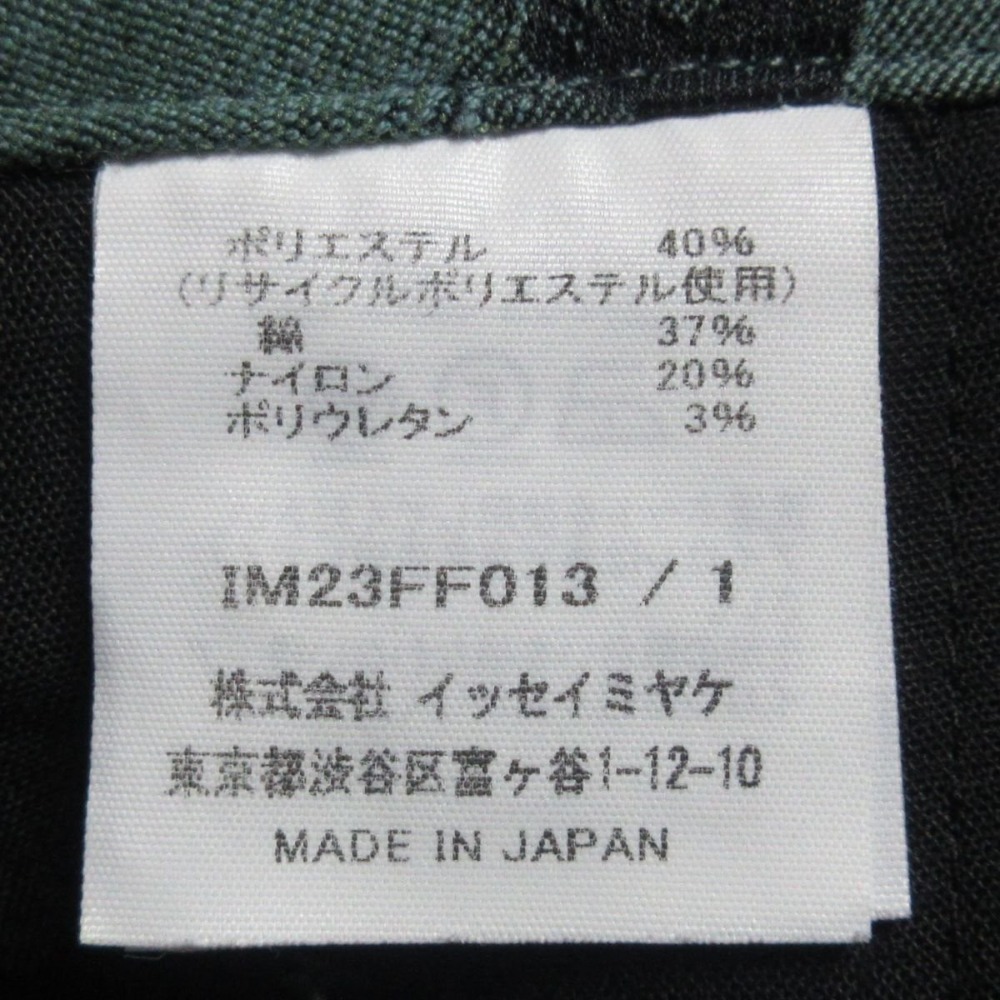 ポリエステル 40%
(リサイクルポリエステル使用)
綿 37%
ナイロン 20%
ポリウレタン 3%
IM23FF013 / 1
株式会社 イッセイミヤケ
東京都渋谷区富ヶ谷1-12-10
MADE IN JAPAN